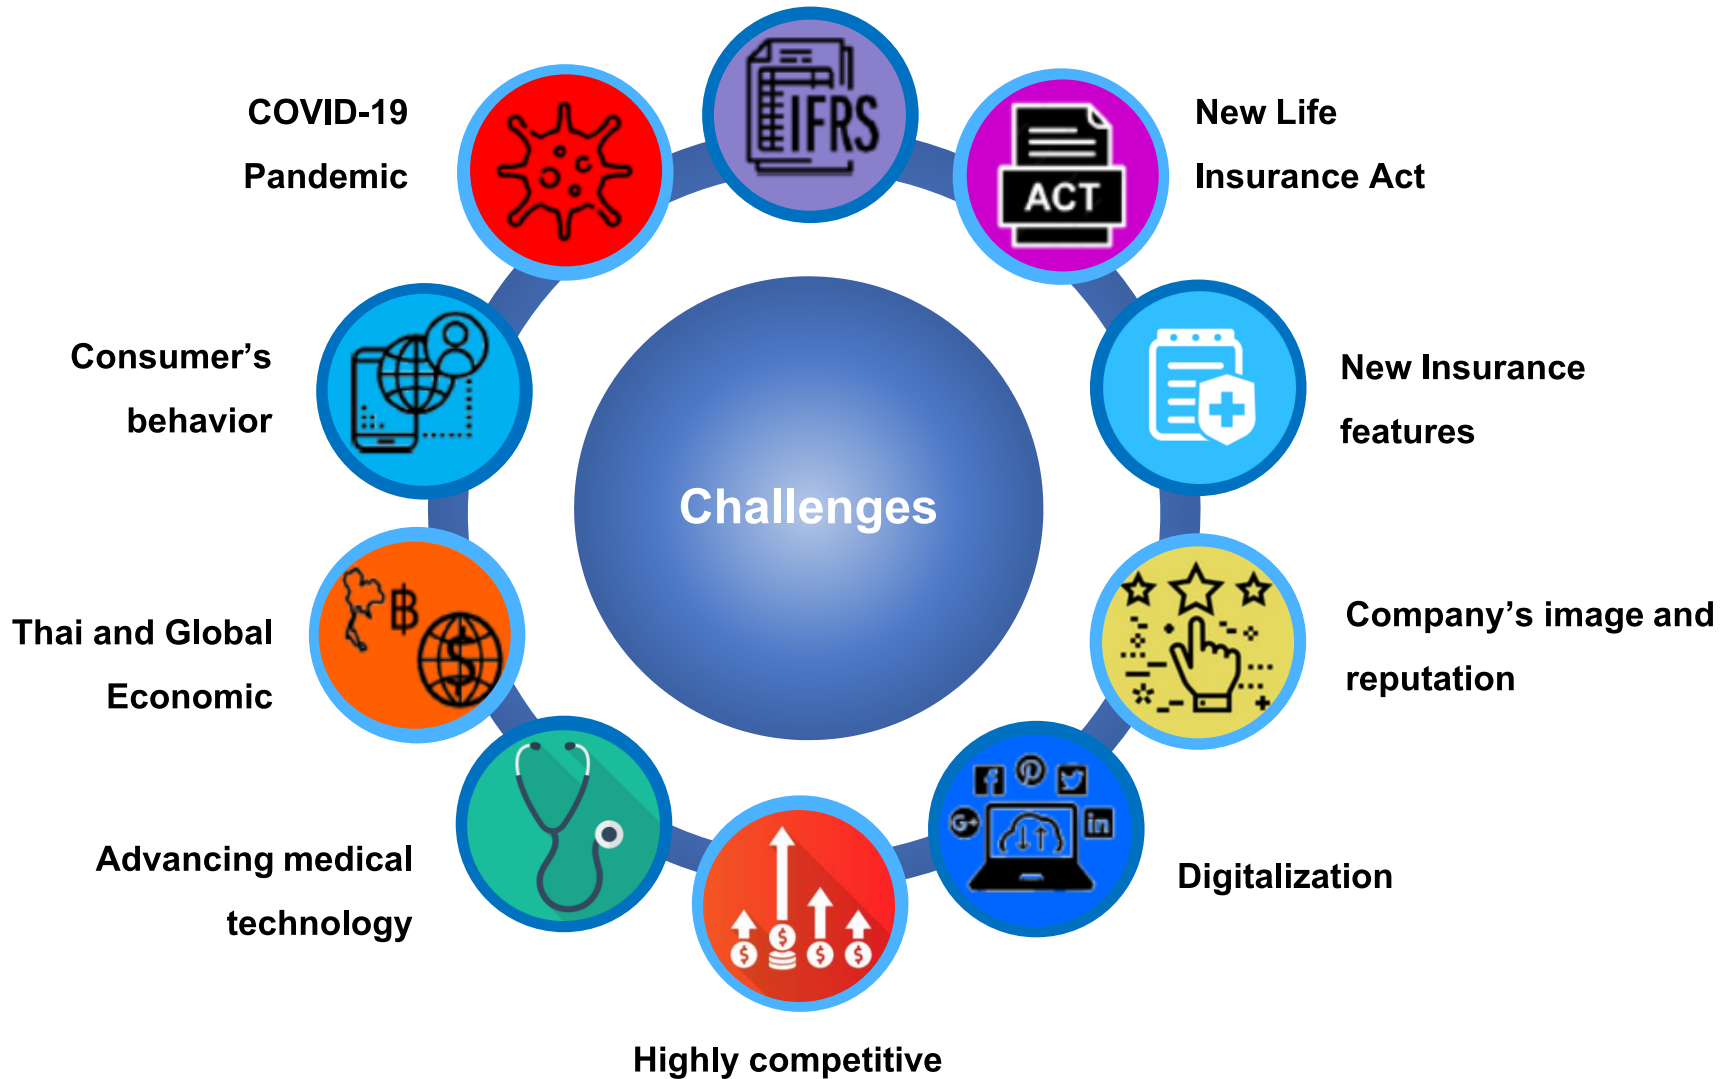 IFRS
COVID-19
Pandemic
ACT
New Life
Insurance Act
Consumer's
behavior
New Insurance
features
Challenges
Thai and Global
Economic
฿
$
Company's image and
reputation
Advancing medical
technology
f
G+
in
Digitalization
$ $ $ $
Highly competitive